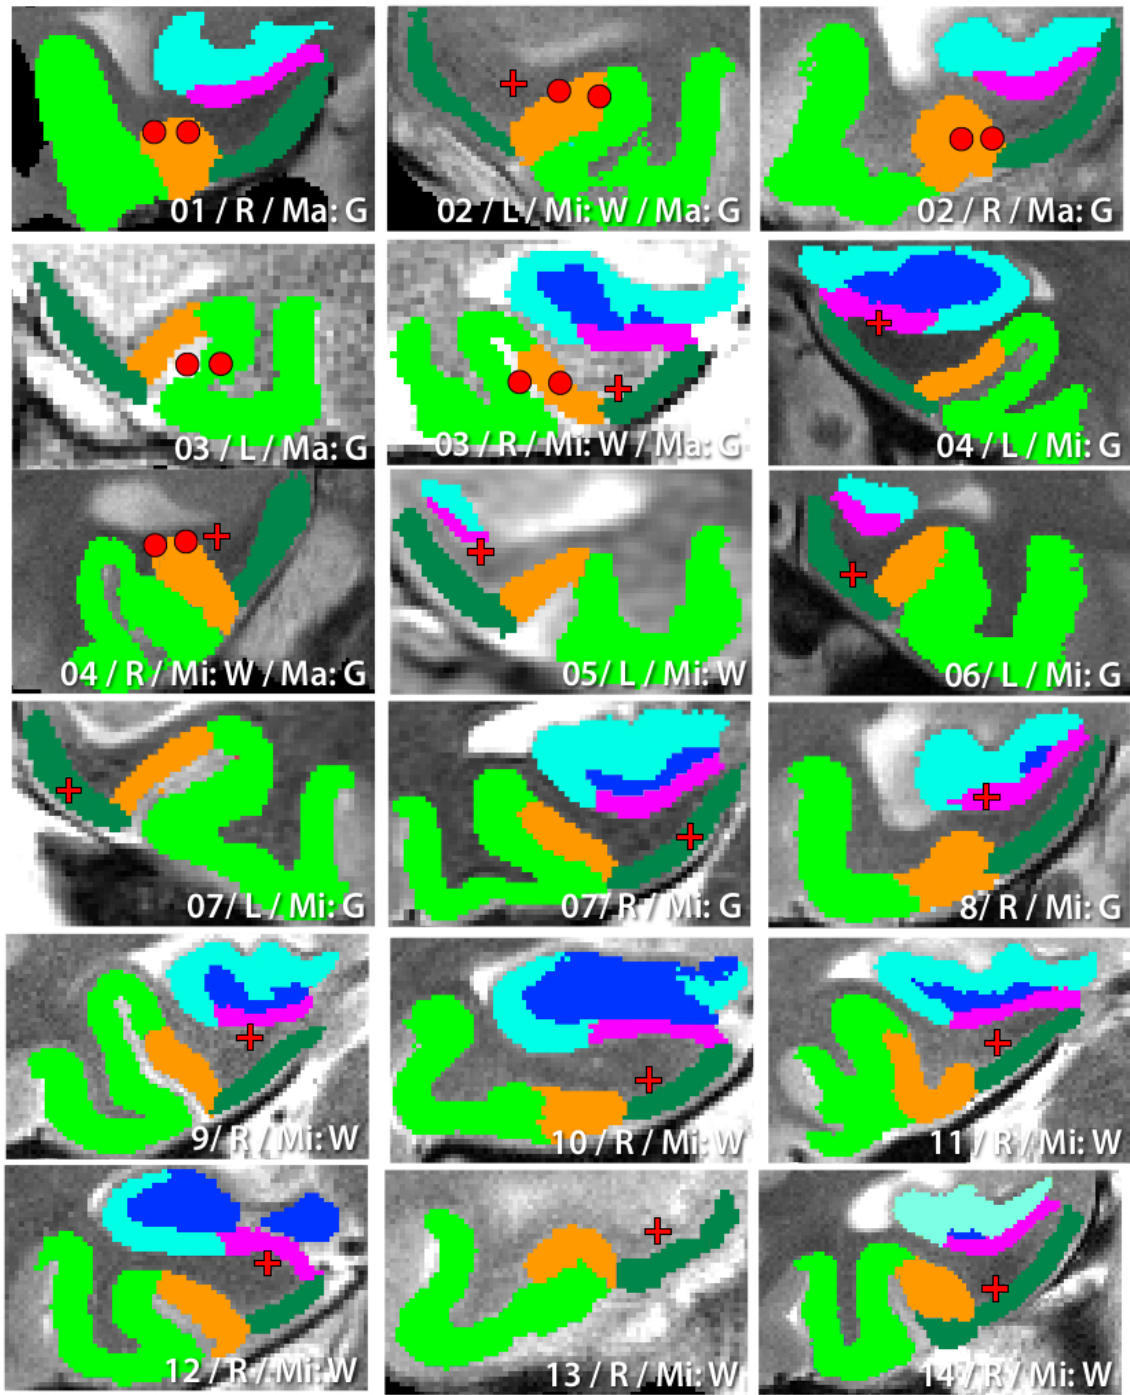 01 / R / Ma: G
02 / L / Mi: W / Ma: G
02 / R / Ma: G
03 / L / Ma: G
03 / R / Mi: W / Ma: G
04 / L / Mi: G
04 / R / Mi: W / Ma: G
05/ L / Mi: W
06/ L / Mi: G
07/ L / Mi: G
07/ R / Mi: G
8/ R / Mi: G
9/ R / Mi: W
10 / R / Mi: W
11 / R / Mi: W
12 / R / Mi: W
13 / R / Mi: W
14 / R / Mi: W